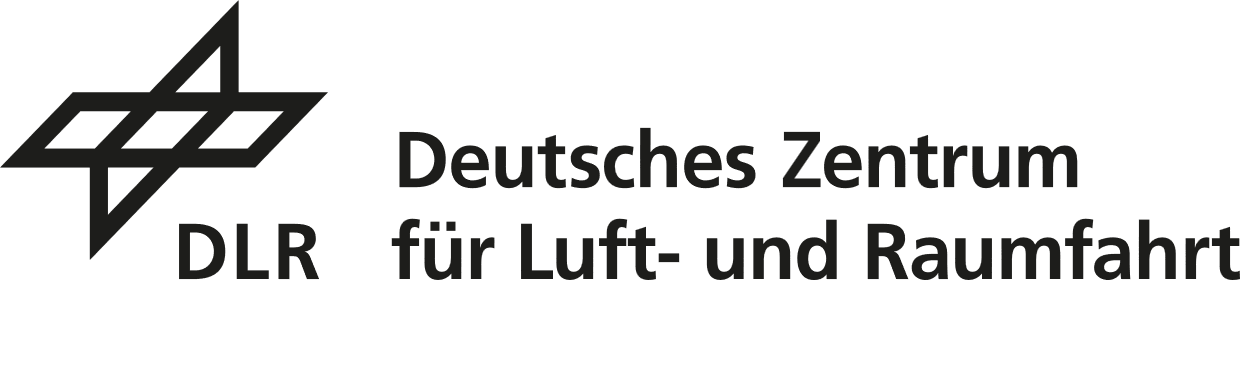 DLR
Deutsches Zentrum
für Luft- und Raumfahrt